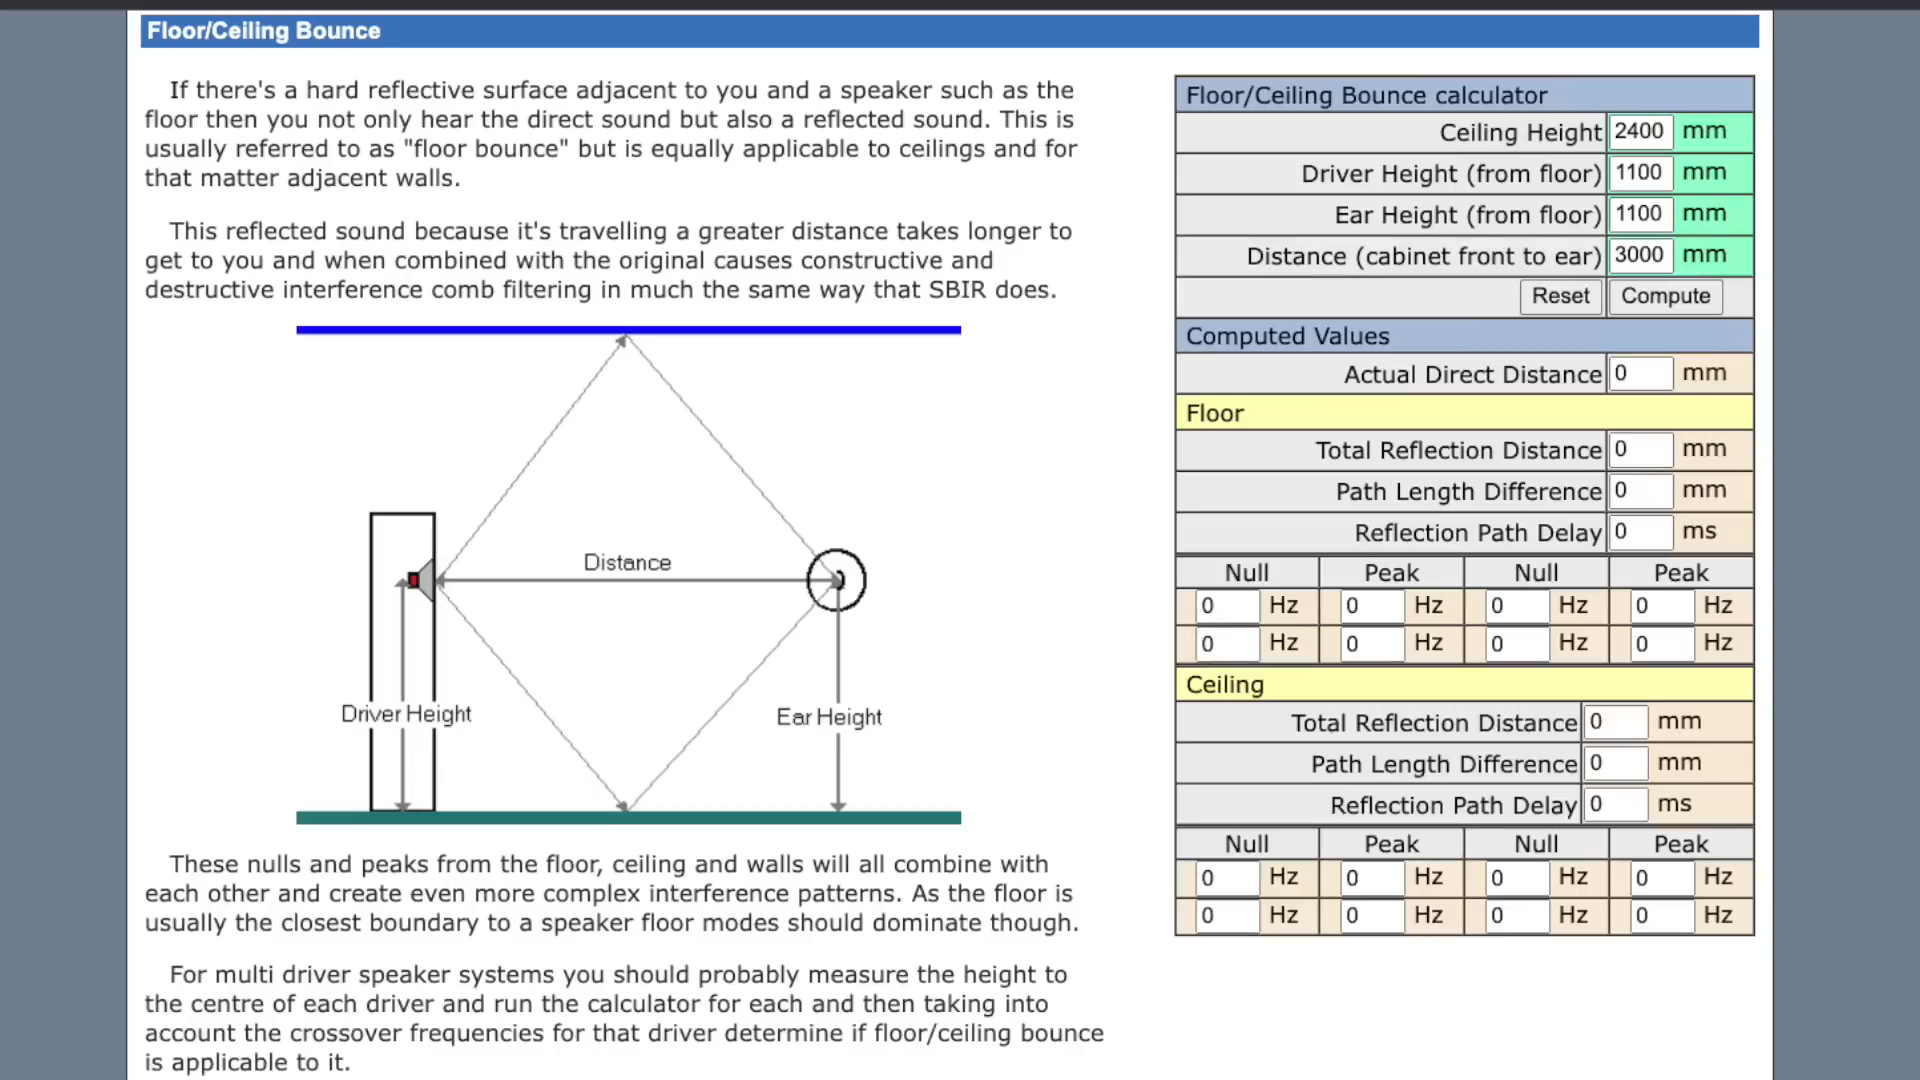 Floor/Ceiling Bounce
If there's a hard reflective surface adjacent to you and a speaker such as the
floor then you not only hear the direct sound but also a reflected sound. This is
usually referred to as "floor bounce" but is equally applicable to ceilings and for
that matter adjacent walls.
This reflected sound because it's travelling a greater distance takes longer to
get to you and when combined with the original causes constructive and
destructive interference comb filtering in much the same way that SBIR does.
Distance
Driver Height
Ear Height
These nulls and peaks from the floor, ceiling and walls will all combine with
each other and create even more complex interference patterns. As the floor is
usually the closest boundary to a speaker floor modes should dominate though.
For multi driver speaker systems you should probably measure the height to
the centre of each driver and run the calculator for each and then taking into
account the crossover frequencies for that driver determine if floor/ceiling bounce
is applicable to it.
Floor/Ceiling Bounce calculator
Ceiling Height 2400 mm
Driver Height (from floor) 1100 mm
Ear Height (from floor) 1100 mm
Distance (cabinet front to ear) 3000 mm
Reset Compute
Computed Values
Actual Direct Distance 0 mm
Floor
Total Reflection Distance 0 mm
Path Length Difference 0 mm
Reflection Path Delay 0 ms
Null Peak Null Peak
0 Hz 0 Hz 0 Hz 0 Hz
0 Hz 0 Hz 0 Hz 0 Hz
Ceiling
Total Reflection Distance 0 mm
Path Length Difference 0 mm
Reflection Path Delay 0 ms
Null Peak Null Peak
0 Hz 0 Hz 0 Hz 0 Hz
0 Hz 0 Hz 0 Hz 0 Hz